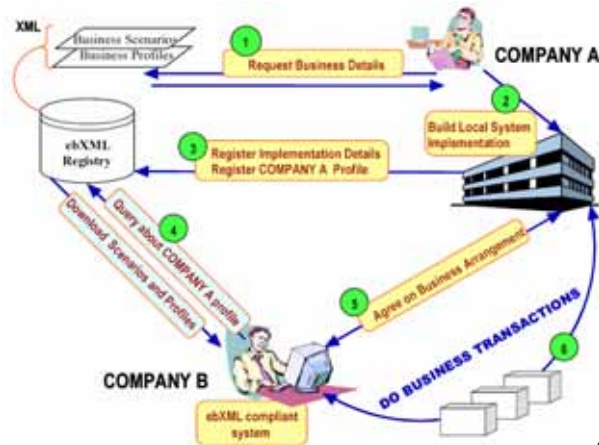 XML
Business Scenarios
Business Profiles
1
Request Business Details
COMPANY A
2
Build Local System
Implementation
ebXML
Registry
3
Register Implementation Details
Register COMPANY A Profile
4
Query about COMPANY A profile
Download Scenarios and Profiles
5
Agree on Business Arrangement
DO BUSINESS TRANSACTIONS
6
COMPANY B
ebXML compliant
system